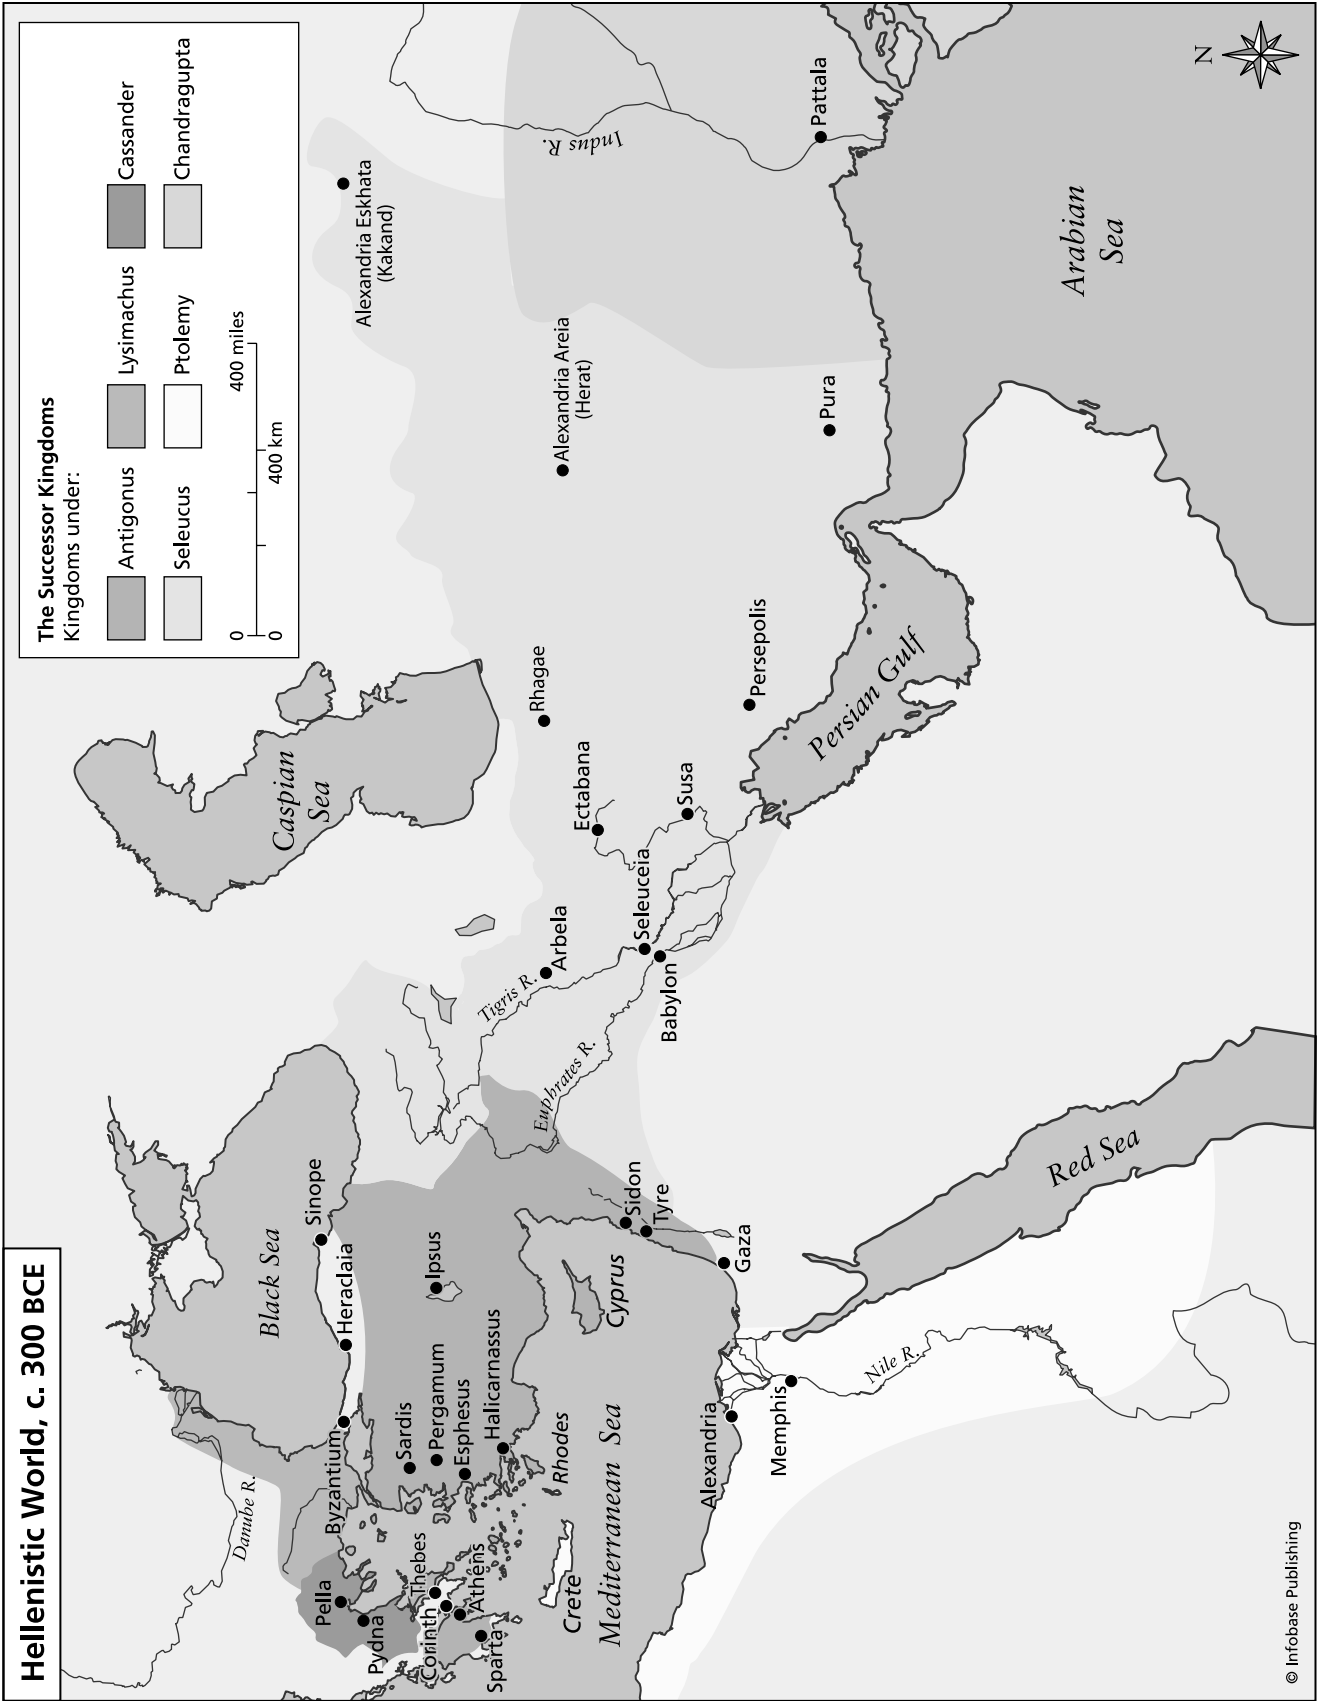 Hellenistic World, c. 300 BCE
The Successor Kingdoms
Kingdoms under:
Antigonus
Lysimachus
Cassander
Seleucus
Ptolemy
Chandragupta
0
400 miles
0
400 km
N
Danube R.
Black Sea
Caspian
Sea
Sinope
Heraclaia
Byzantium
Pella
Pydna
Thebes
Corinth
Athens
Sparta
Sardis
Pergamum
Esphesus
Halicarnassus
Ipsus
Rhodes
Crete
Cyprus
Mediterranean Sea
Sidon
Tyre
Gaza
Alexandria
Memphis
Nile R.
Red Sea
Euphrates R.
Tigris R.
Arbela
Seleuceia
Babylon
Ectabana
Susa
Rhagae
Persepolis
Persian Gulf
Alexandria Areia
(Herat)
Alexandria Eskhata
(Kakand)
Pura
Indus R.
Pattala
Arabian
Sea
© Infobase Publishing